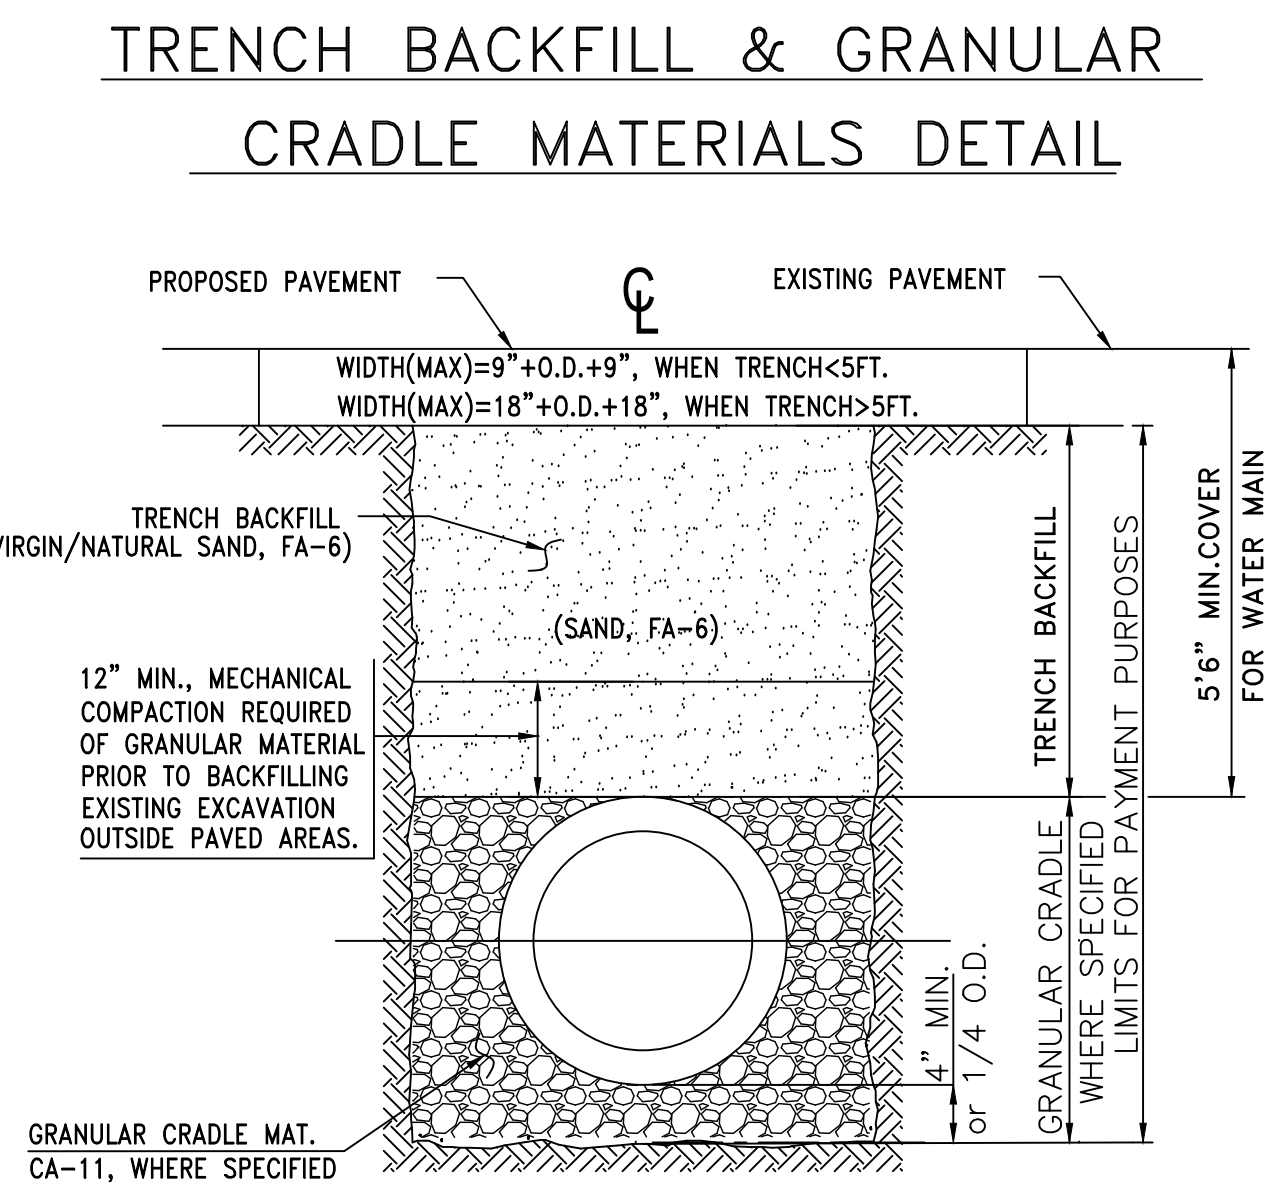 TRENCH BACKFILL & GRANULAR
CRADLE MATERIALS DETAIL
PROPOSED PAVEMENT
℄
EXISTING PAVEMENT
WIDTH(MAX)=9"+O.D.+9", WHEN TRENCH<5FT.
WIDTH(MAX)=18"+O.D.+18", WHEN TRENCH>5FT.
TRENCH BACKFILL
VIRGIN/NATURAL SAND, FA-6)
(SAND, FA-6)
12" MIN., MECHANICAL
COMPACTION REQUIRED
OF GRANULAR MATERIAL
PRIOR TO BACKFILLING
EXISTING EXCAVATION
OUTSIDE PAVED AREAS.
GRANULAR CRADLE MAT.
CA-11, WHERE SPECIFIED
4" MIN.
or 1/4 O.D.
TRENCH BACKFILL
GRANULAR CRADLE
WHERE SPECIFIED
LIMITS FOR PAYMENT PURPOSES
5'6" MIN.COVER
FOR WATER MAIN